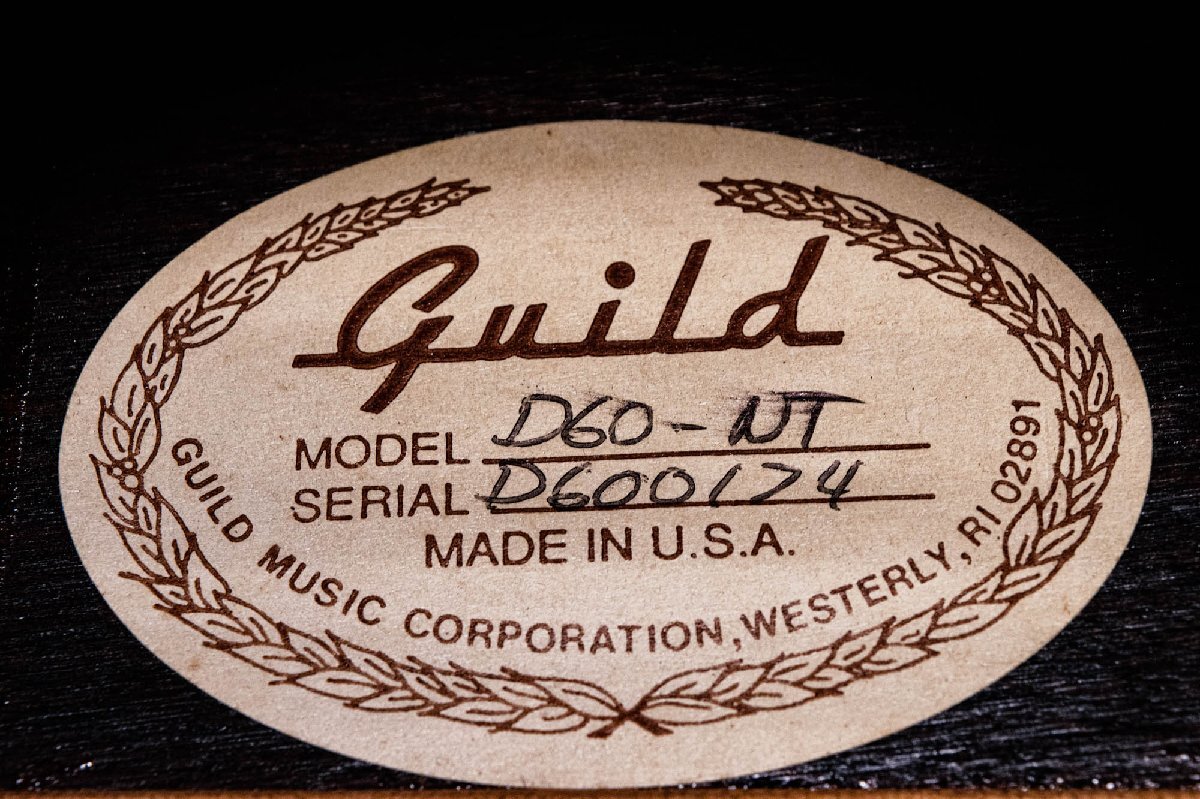 Guild
MODEL D60-NT
SERIAL D600174
MADE IN U.S.A.
GUILD MUSIC CORPORATION, WESTERLY, RI 02891